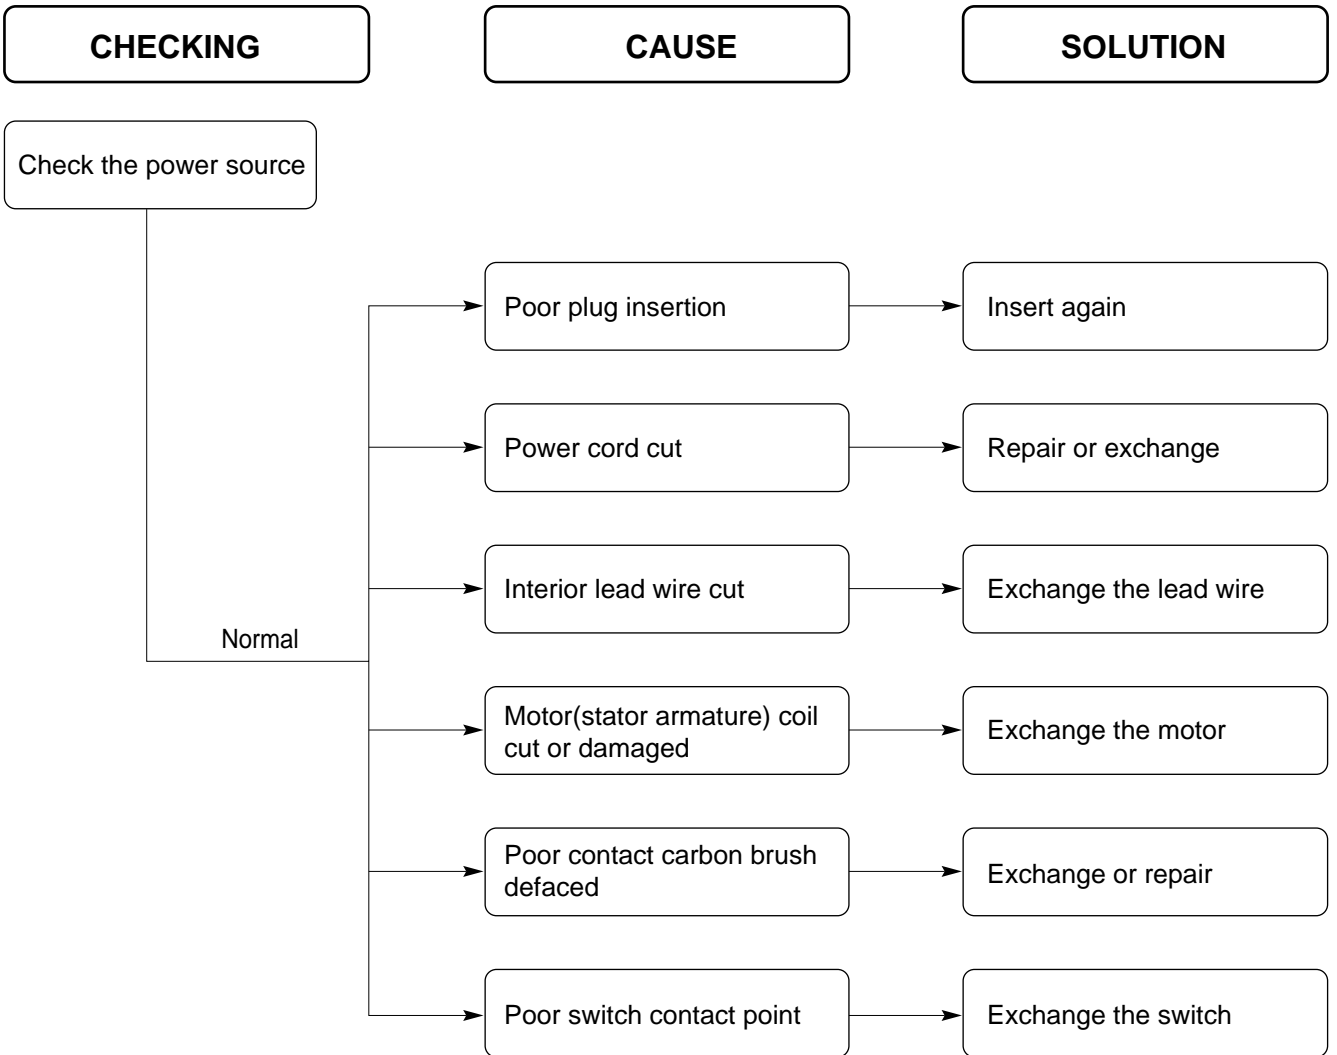 CHECKING
CAUSE
SOLUTION
Check the power source
Poor plug insertion
Insert again
Power cord cut
Repair or exchange
Interior lead wire cut
Exchange the lead wire
Normal
Motor(stator armature) coil
cut or damaged
Exchange the motor
Poor contact carbon brush
defaced
Exchange or repair
Poor switch contact point
Exchange the switch